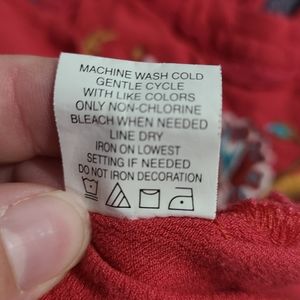 MACHINE WASH COLD
GENTLE CYCLE
WITH LIKE COLORS
ONLY NON-CHLORINE
BLEACH WHEN NEEDED
LINE DRY
IRON ON LOWEST
SETTING IF NEEDED
DO NOT IRON DECORATION